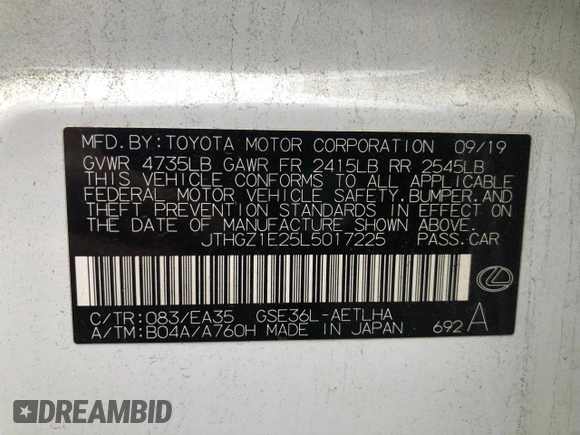 MFD.BY:TOYOTA MOTOR CORPORATION 09/19
GVWR 4735LB GAWR FR 2415LB RR 2545LB
THIS VEHICLE CONFORMS TO ALL APPLICABLE
FEDERAL MOTOR VEHICLE SAFETY,BUMPER,AND
THEFT PREVENTION STANDARDS IN EFFECT ON
THE DATE OF MANUFACTURE SHOWN ABOVE.
JTHGZ1E25L5017225 PASS.CAR
C/TR:083/EA35 GSE36L-AETLHA
A/TM:B04A/A760H MADE IN JAPAN 692 A
DREAMBID